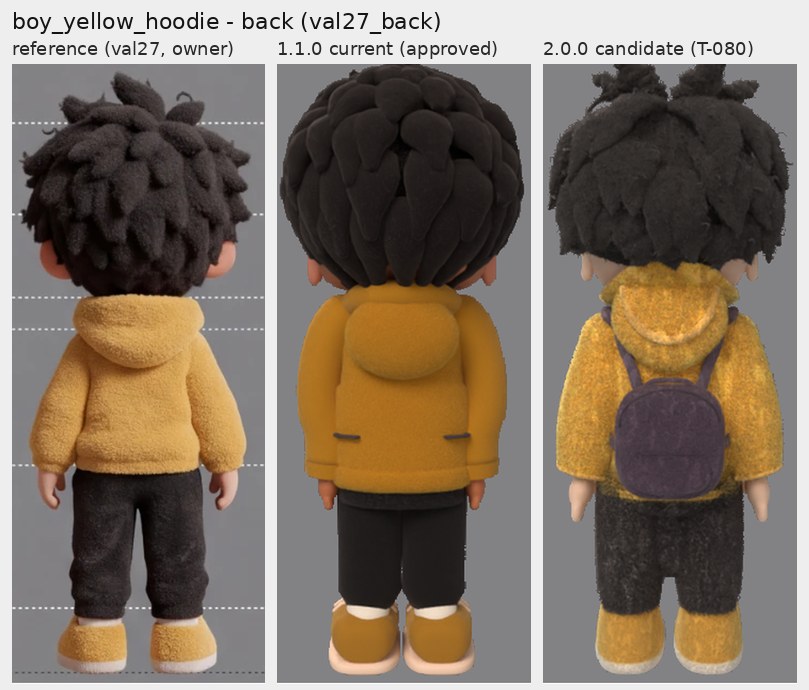 boy_yellow_hoodie - back (val27_back)
reference (val27, owner)
1.1.0 current (approved)
2.0.0 candidate (T-080)